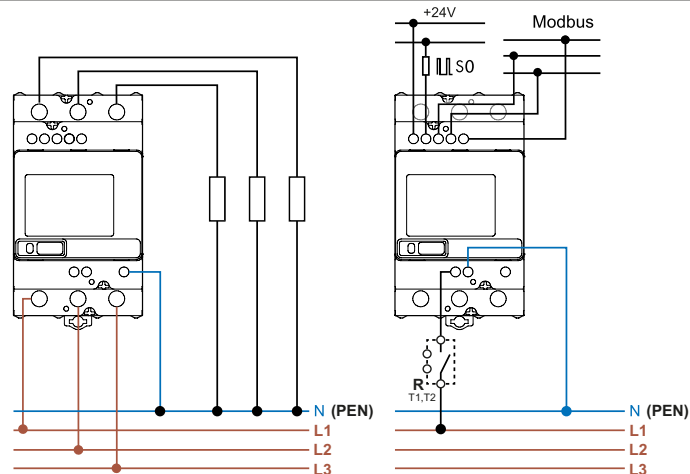 +24V
Modbus
S0
N (PEN)
L1
L2
L3
R
T1,T2
N (PEN)
L1
L2
L3